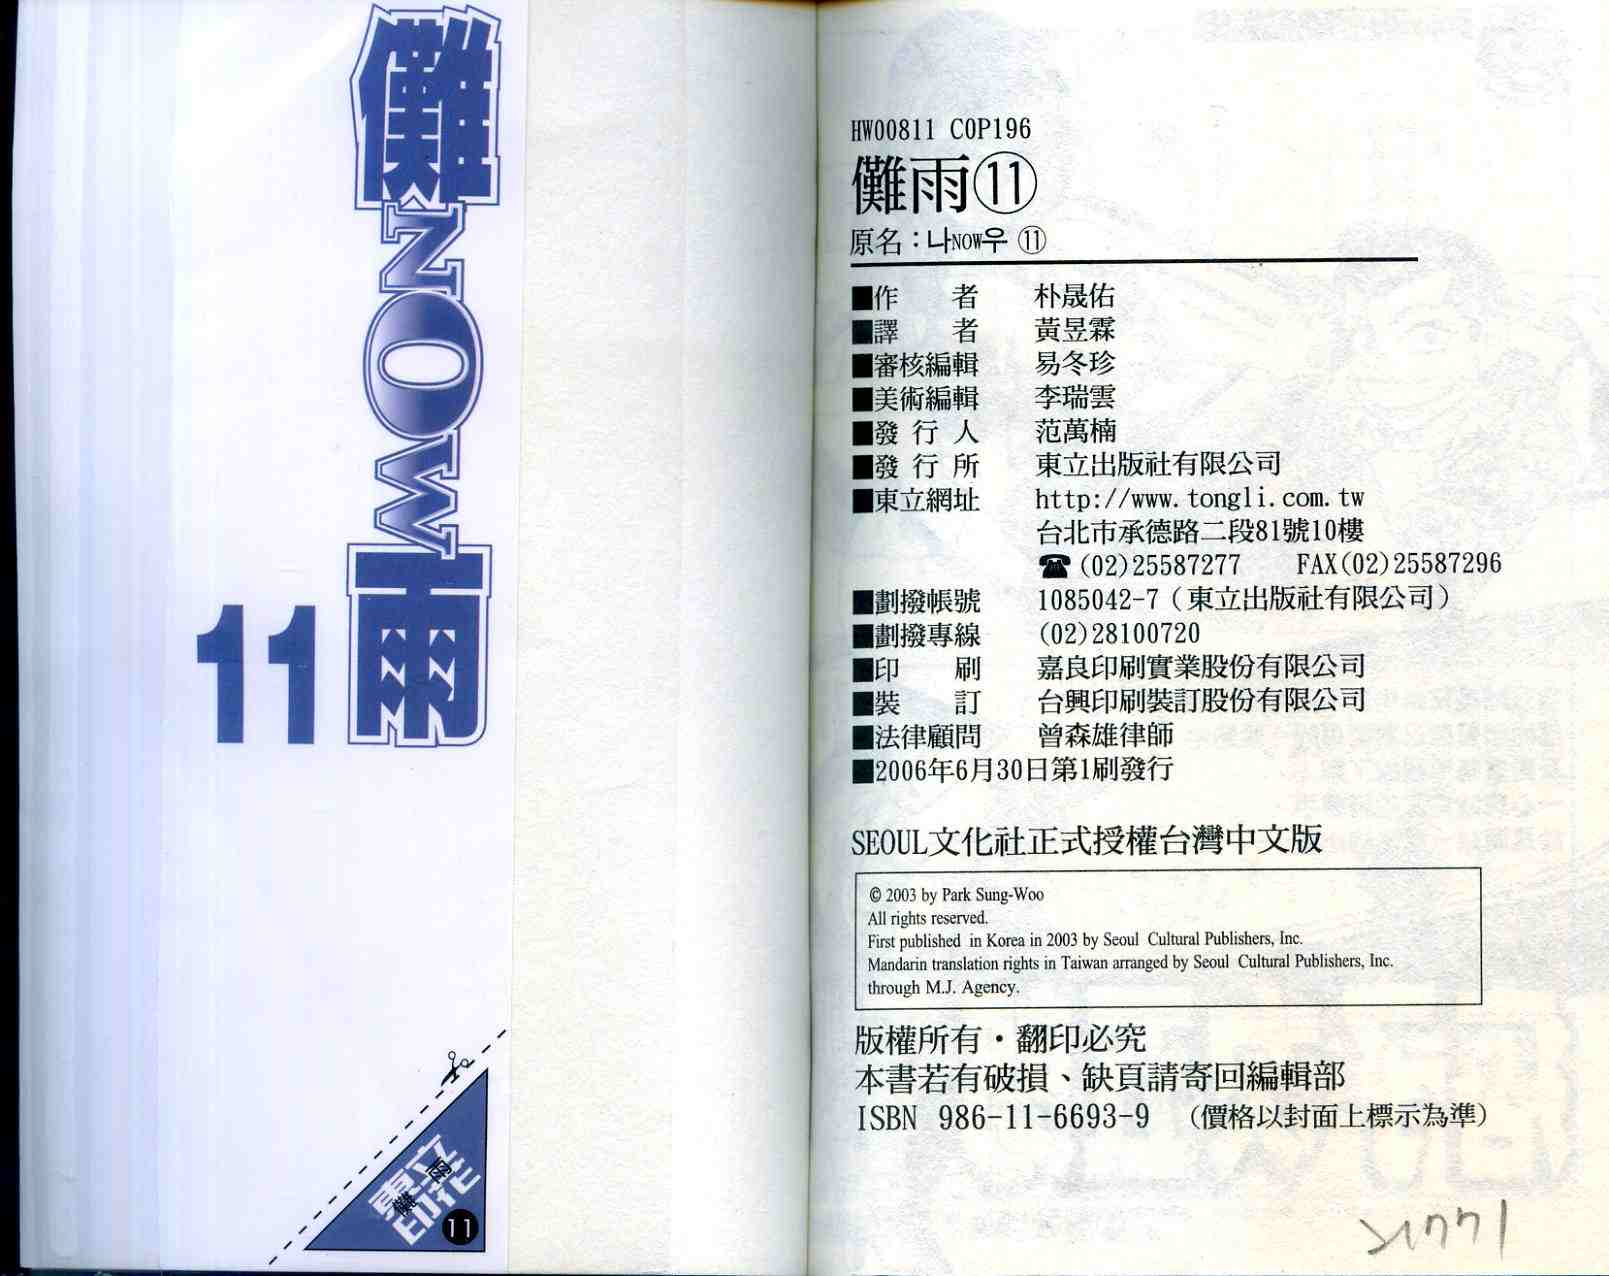 儺NOW雨
11
立
電花
印
儺雨
11
HW00811 COP196
儺雨⑪
原名：나NOW우 ⑪
■作　者　朴晟佑
■譯　者　黃昱霖
■審核編輯　易冬珍
■美術編輯　李瑞雲
■發行人　范萬楠
■發行所　東立出版社有限公司
■東立網址　http://www.tongli.com.tw
台北市承德路二段81號10樓
☎(02)25587277　FAX(02)25587296
■劃撥帳號　1085042-7（東立出版社有限公司）
■劃撥專線　(02)28100720
■印　刷　嘉良印刷實業股份有限公司
■裝　訂　台興印刷裝訂股份有限公司
■法律顧問　曾森雄律師
■2006年6月30日第1刷發行
SEOUL文化社正式授權台灣中文版
© 2003 by Park Sung-Woo
All rights reserved.
First published in Korea in 2003 by Seoul Cultural Publishers, Inc.
Mandarin translation rights in Taiwan arranged by Seoul Cultural Publishers, Inc.
through M.J. Agency.
版權所有・翻印必究
本書若有破損、缺頁請寄回編輯部
ISBN 986-11-6693-9 （價格以封面上標示為準）